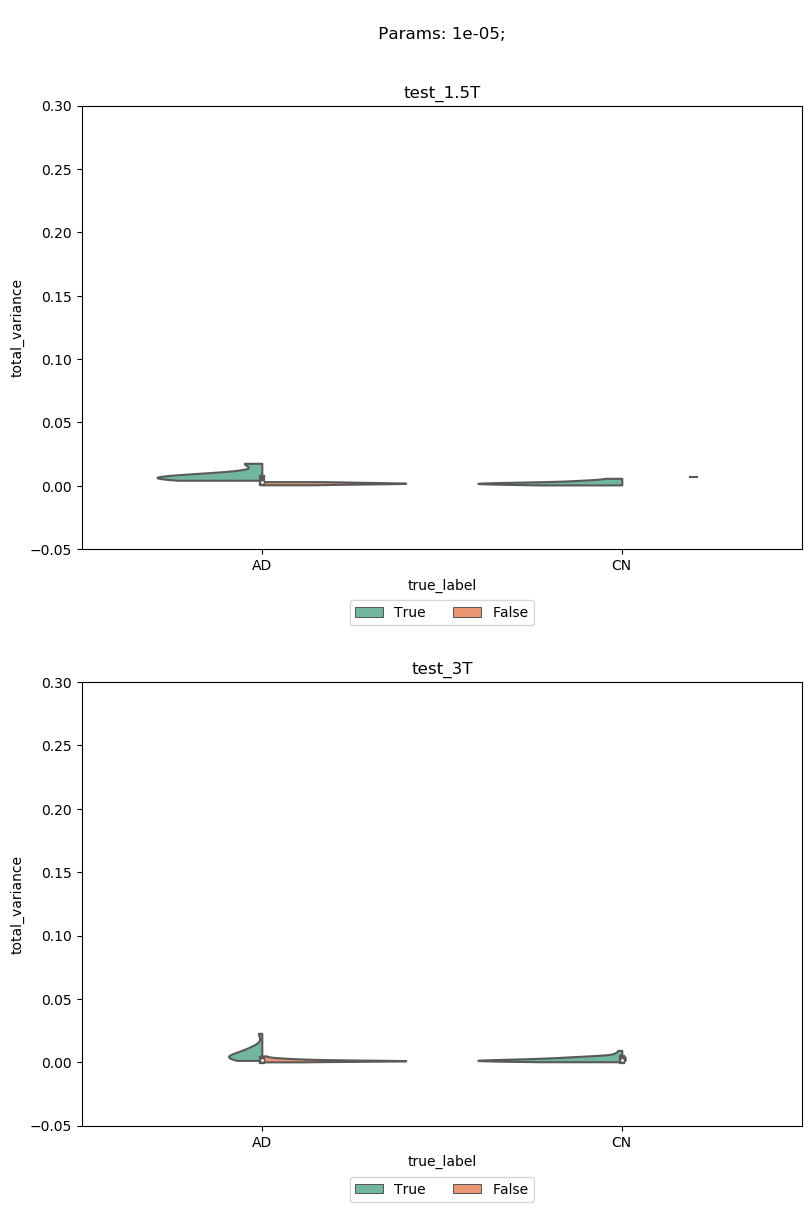 Params: 1e-05;
test_1.5T
0.30
0.25
0.20
0.15
0.10
0.05
0.00
−0.05
total_variance
AD CN
true_label
True False
test_3T
0.30
0.25
0.20
0.15
0.10
0.05
0.00
−0.05
total_variance
AD CN
true_label
True False